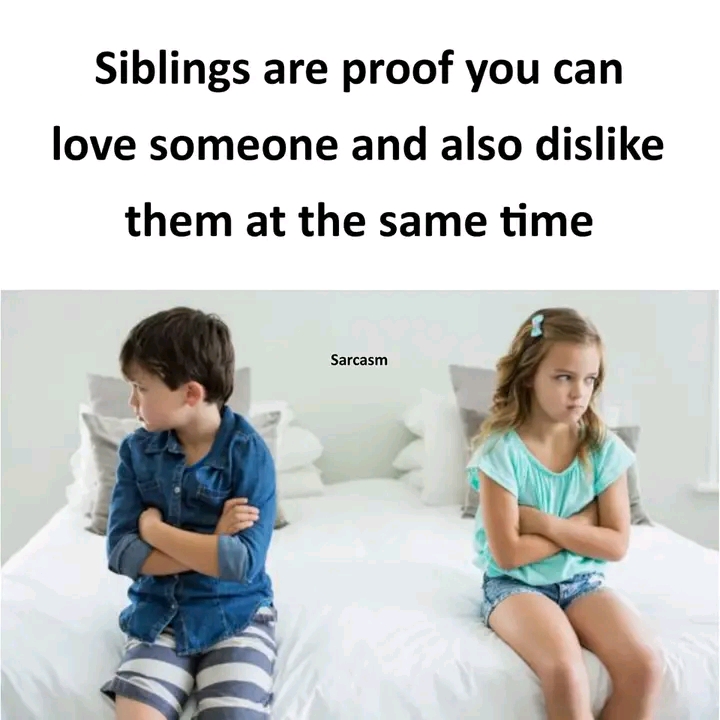 Siblings are proof you can
love someone and also dislike
them at the same time
Sarcasm